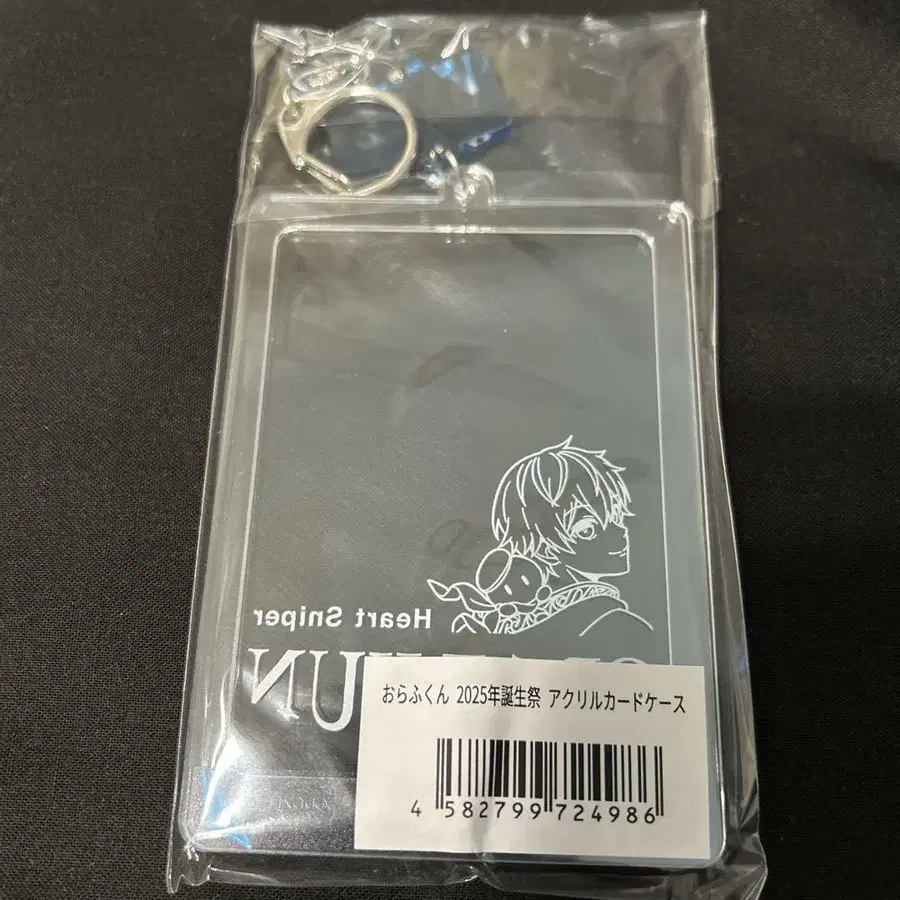 Heart Sniper
おらふくん 2025年誕生祭 アクリルカードケース
4 582799 724986